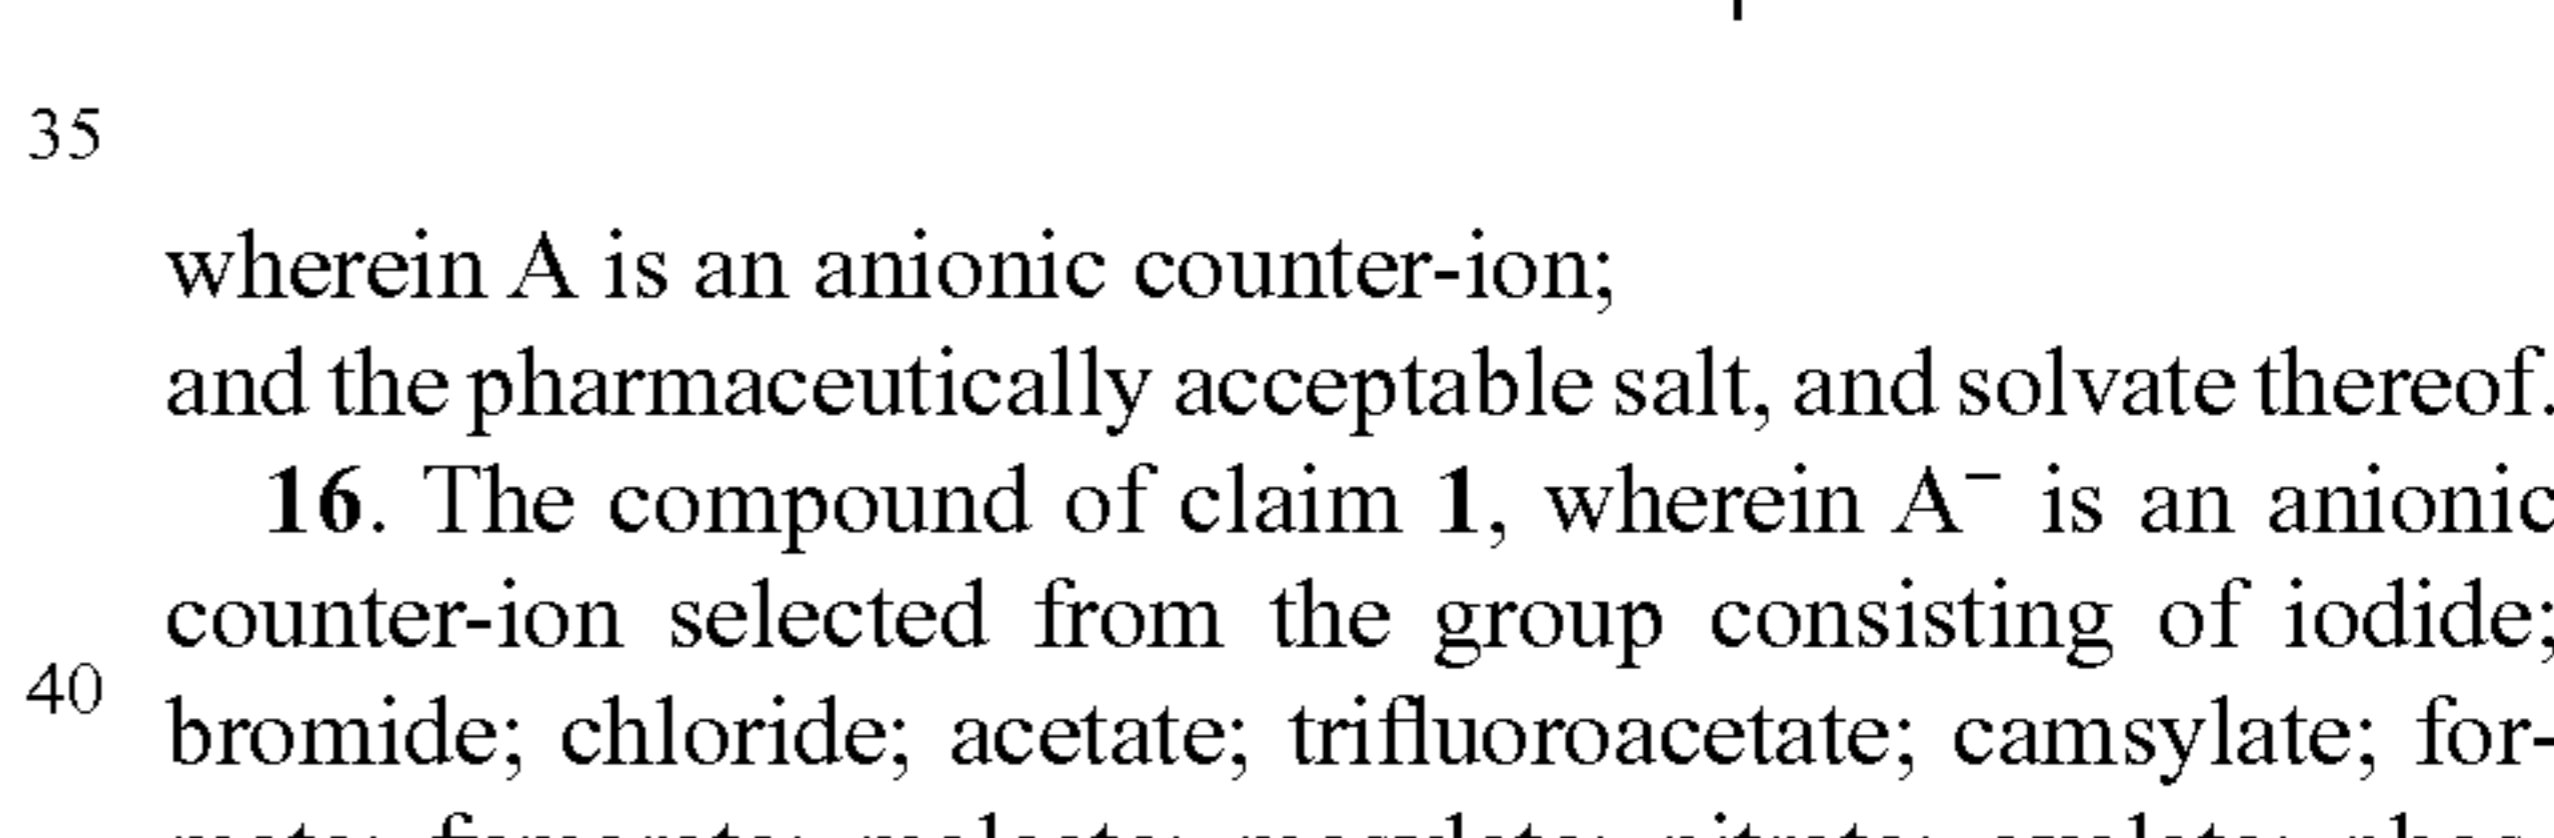 35
wherein A is an anionic counter-ion;
and the pharmaceutically acceptable salt, and solvate thereof.
16. The compound of claim 1, wherein A⁻ is an anionic
counter-ion selected from the group consisting of iodide;
40
bromide; chloride; acetate; trifluoroacetate; camsylate; for-